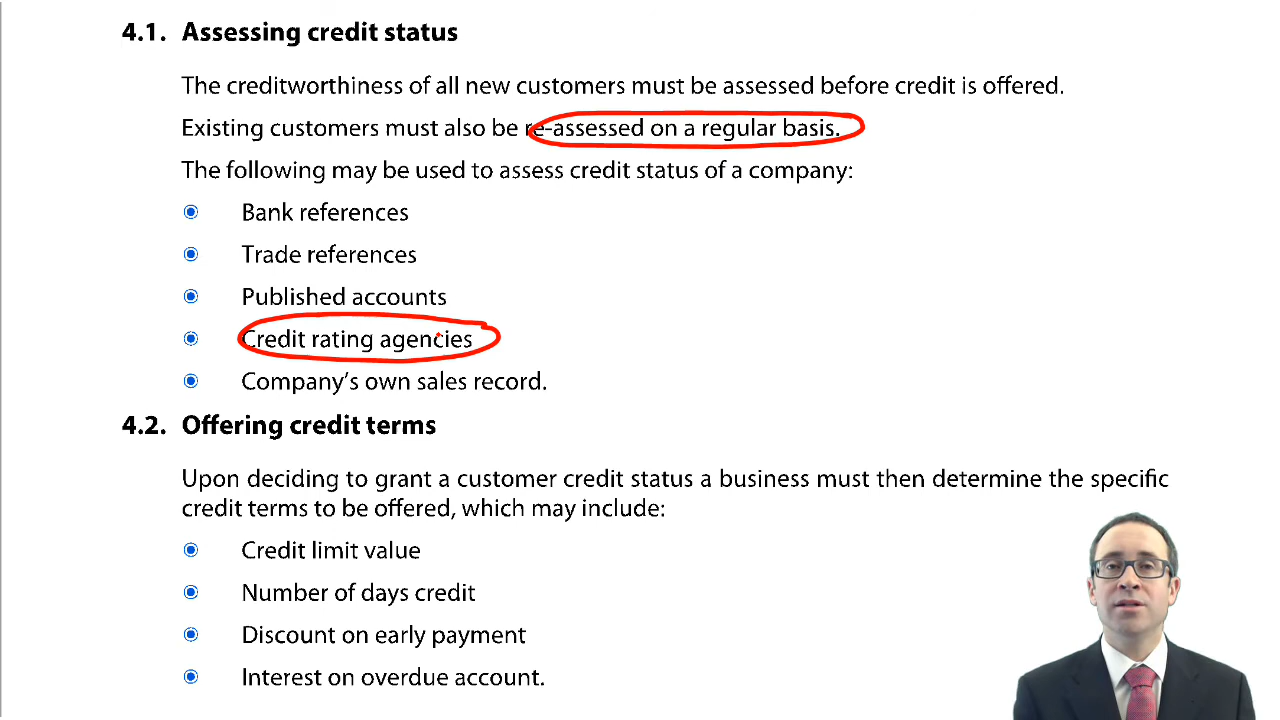 4.1. Assessing credit status
The creditworthiness of all new customers must be assessed before credit is offered.
Existing customers must also be re-assessed on a regular basis.
The following may be used to assess credit status of a company:
Bank references
Trade references
Published accounts
Credit rating agencies
Company’s own sales record.
4.2. Offering credit terms
Upon deciding to grant a customer credit status a business must then determine the specific
credit terms to be offered, which may include:
Credit limit value
Number of days credit
Discount on early payment
Interest on overdue account.